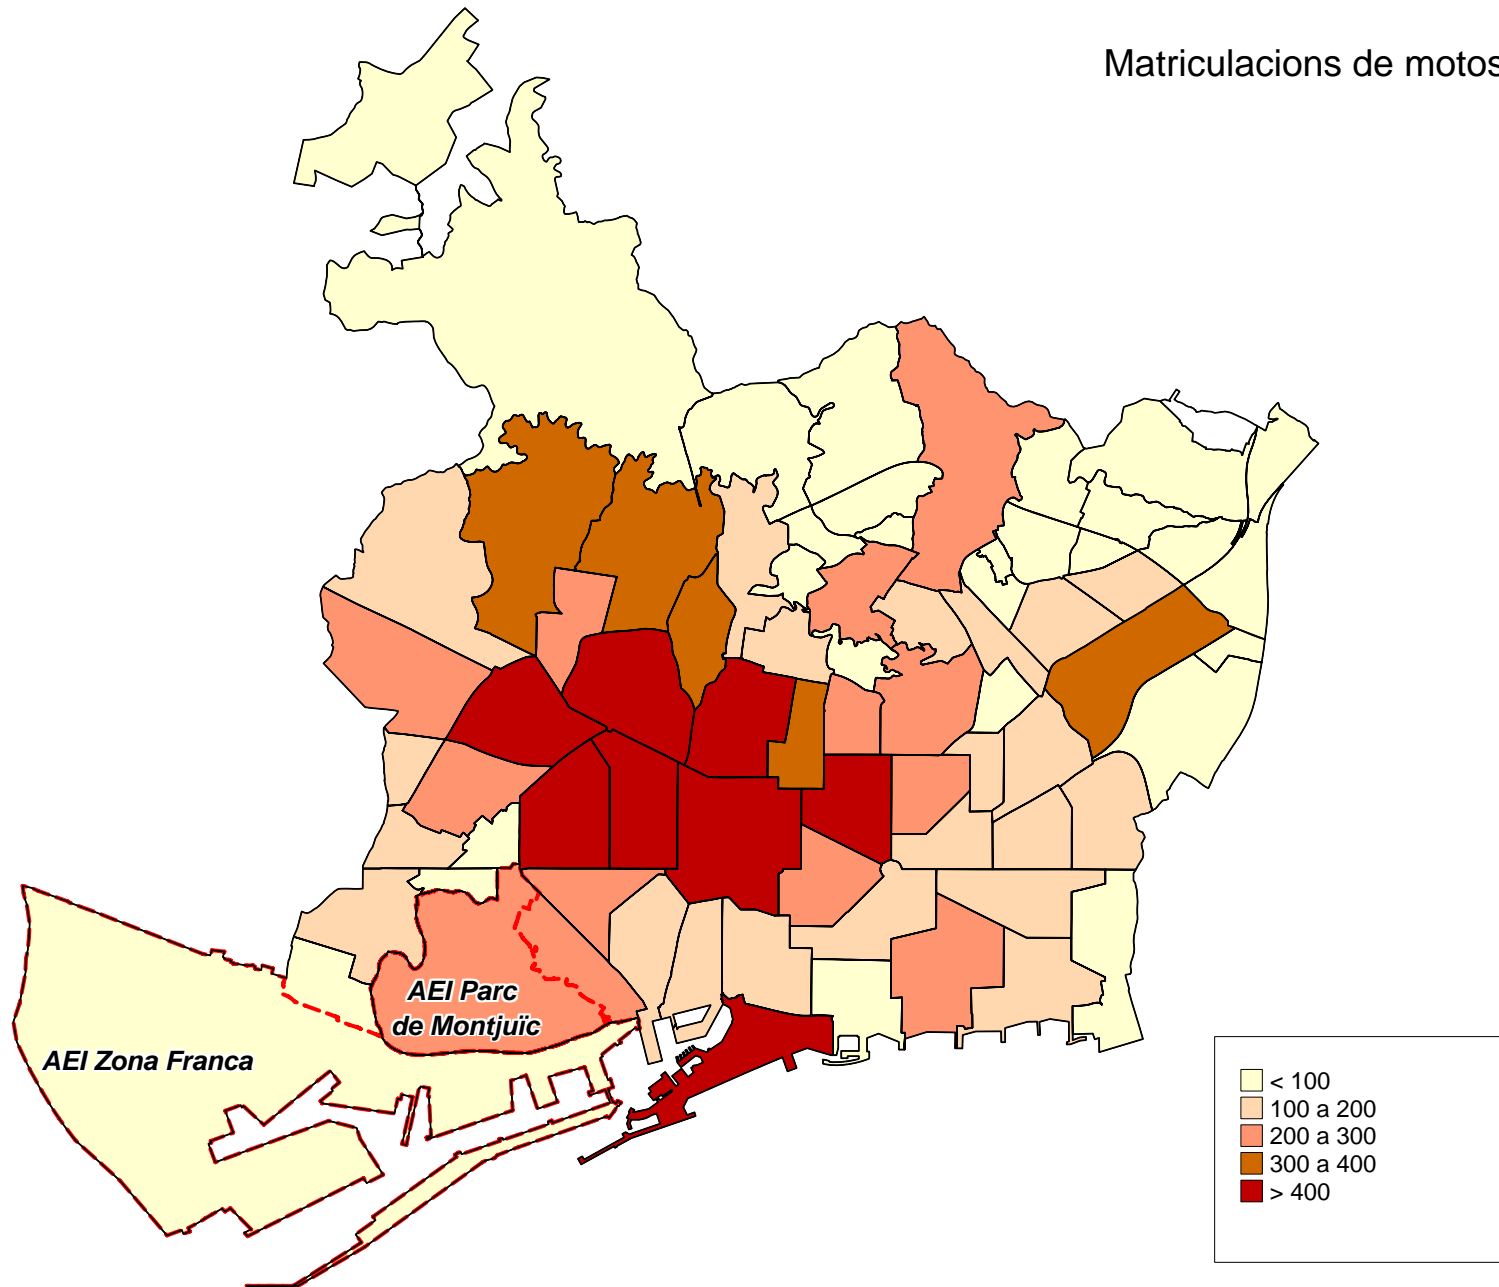 Matriculacions de motos
AEI Parc
de Montjuïc
AEI Zona Franca
< 100
100 a 200
200 a 300
300 a 400
> 400